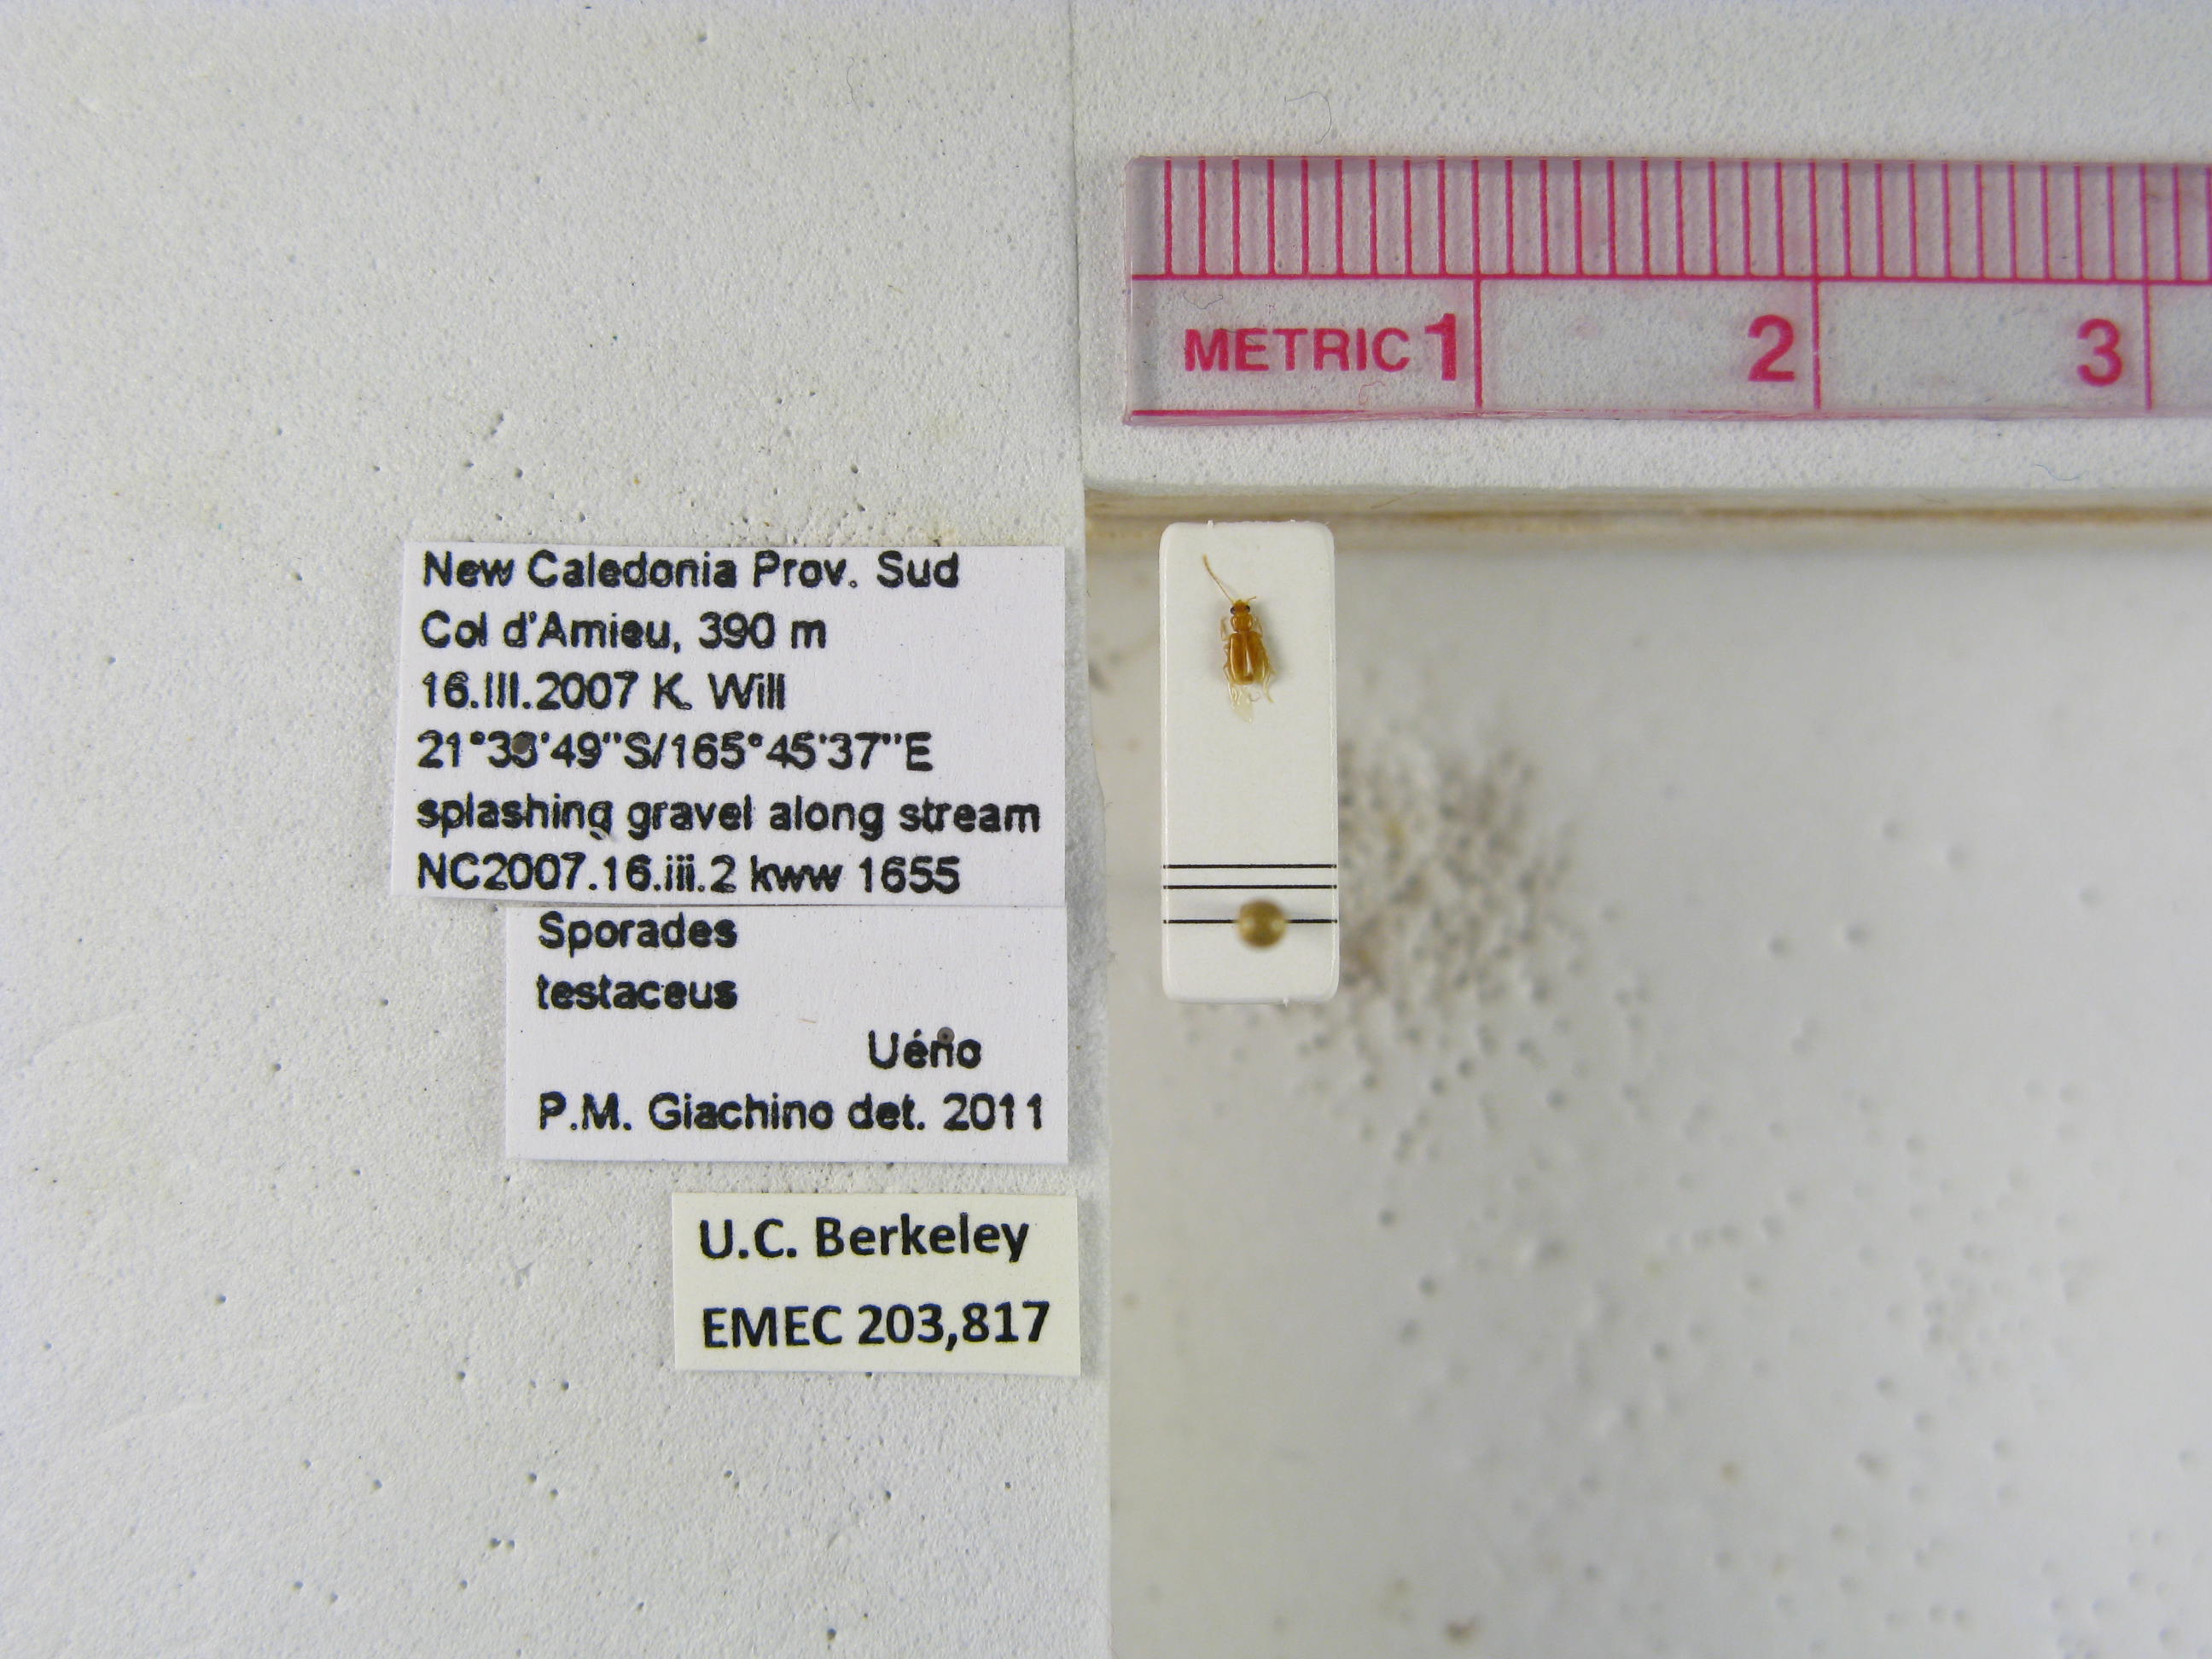 METRIC 1 2 3
New Caledonia Prov. Sud
Col d'Amieu, 390 m
16.III.2007 K. Will
21°33'49"S/165°45'37"E
splashing gravel along stream
NC2007.16.iii.2 kww 1655
Sporades
testaceus
Uéno
P.M. Giachino det. 2011
U.C. Berkeley
EMEC 203,817